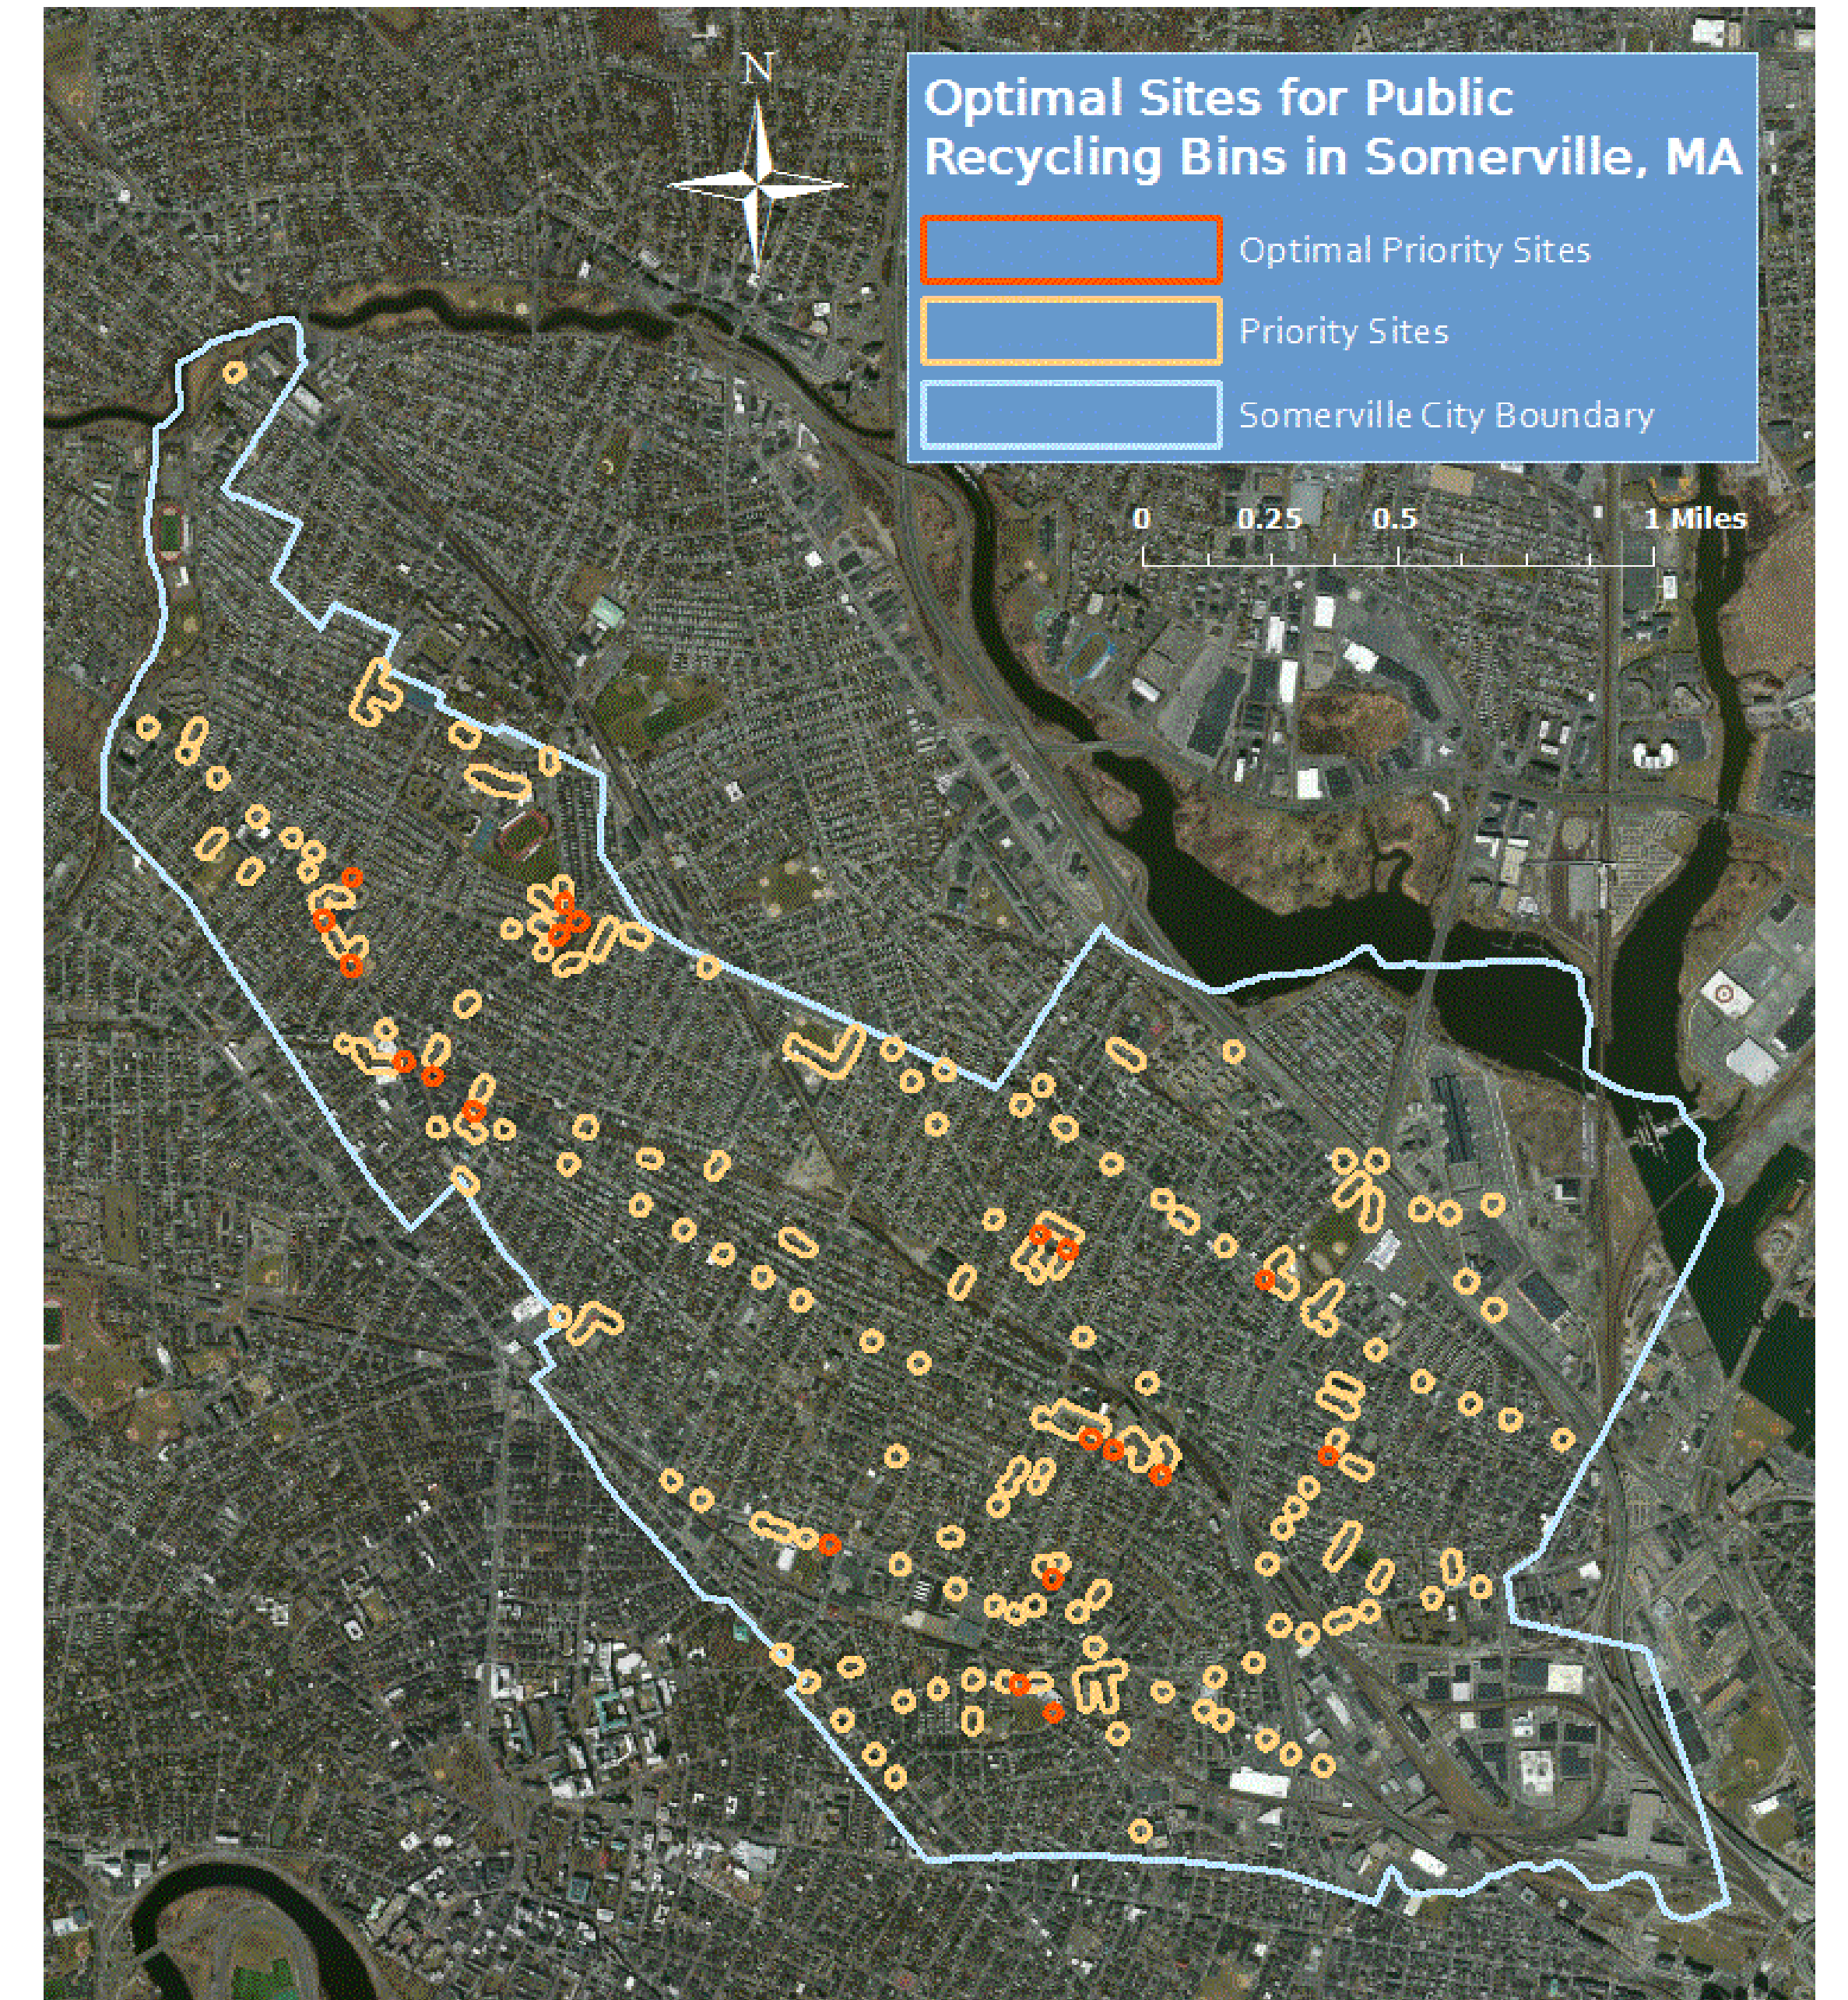 N
Optimal Sites for Public
Recycling Bins in Somerville, MA
Optimal Priority Sites
Priority Sites
Somerville City Boundary
0 0.25 0.5 1 Miles